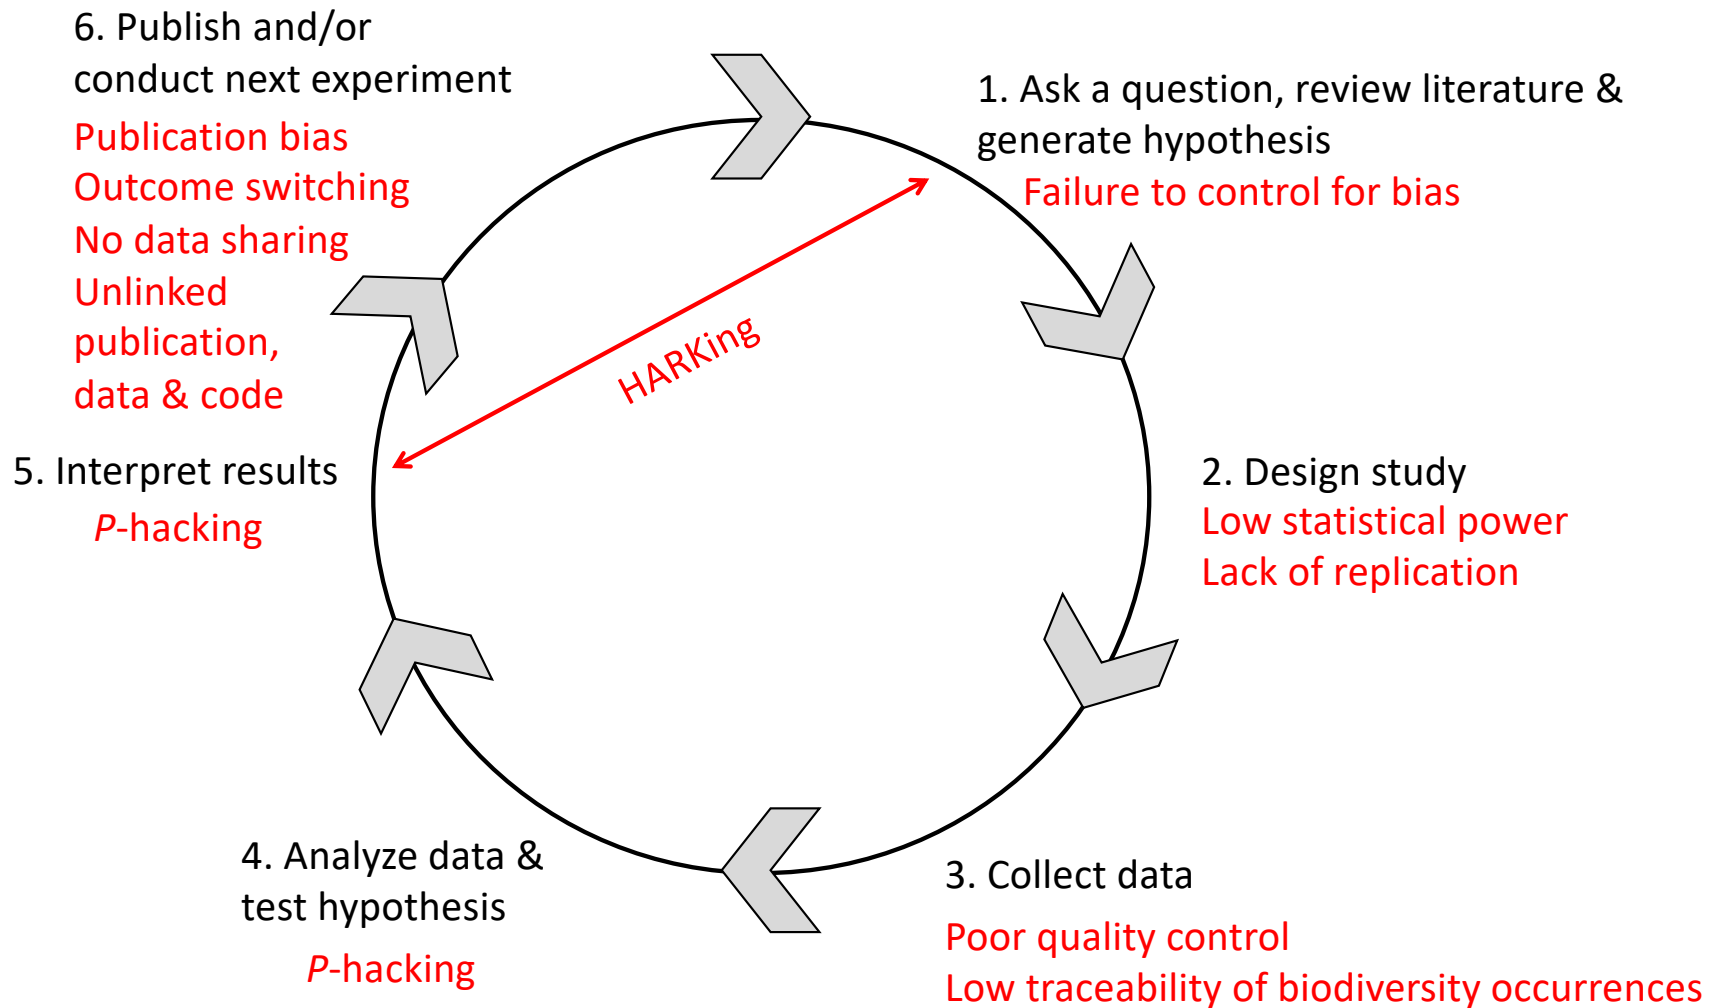 6. Publish and/or
conduct next experiment
Publication bias
Outcome switching
No data sharing
Unlinked
publication,
data & code
1. Ask a question, review literature &
generate hypothesis
Failure to control for bias
HARKing
2. Design study
Low statistical power
Lack of replication
5. Interpret results
P-hacking
4. Analyze data &
test hypothesis
P-hacking
3. Collect data
Poor quality control
Low traceability of biodiversity occurrences